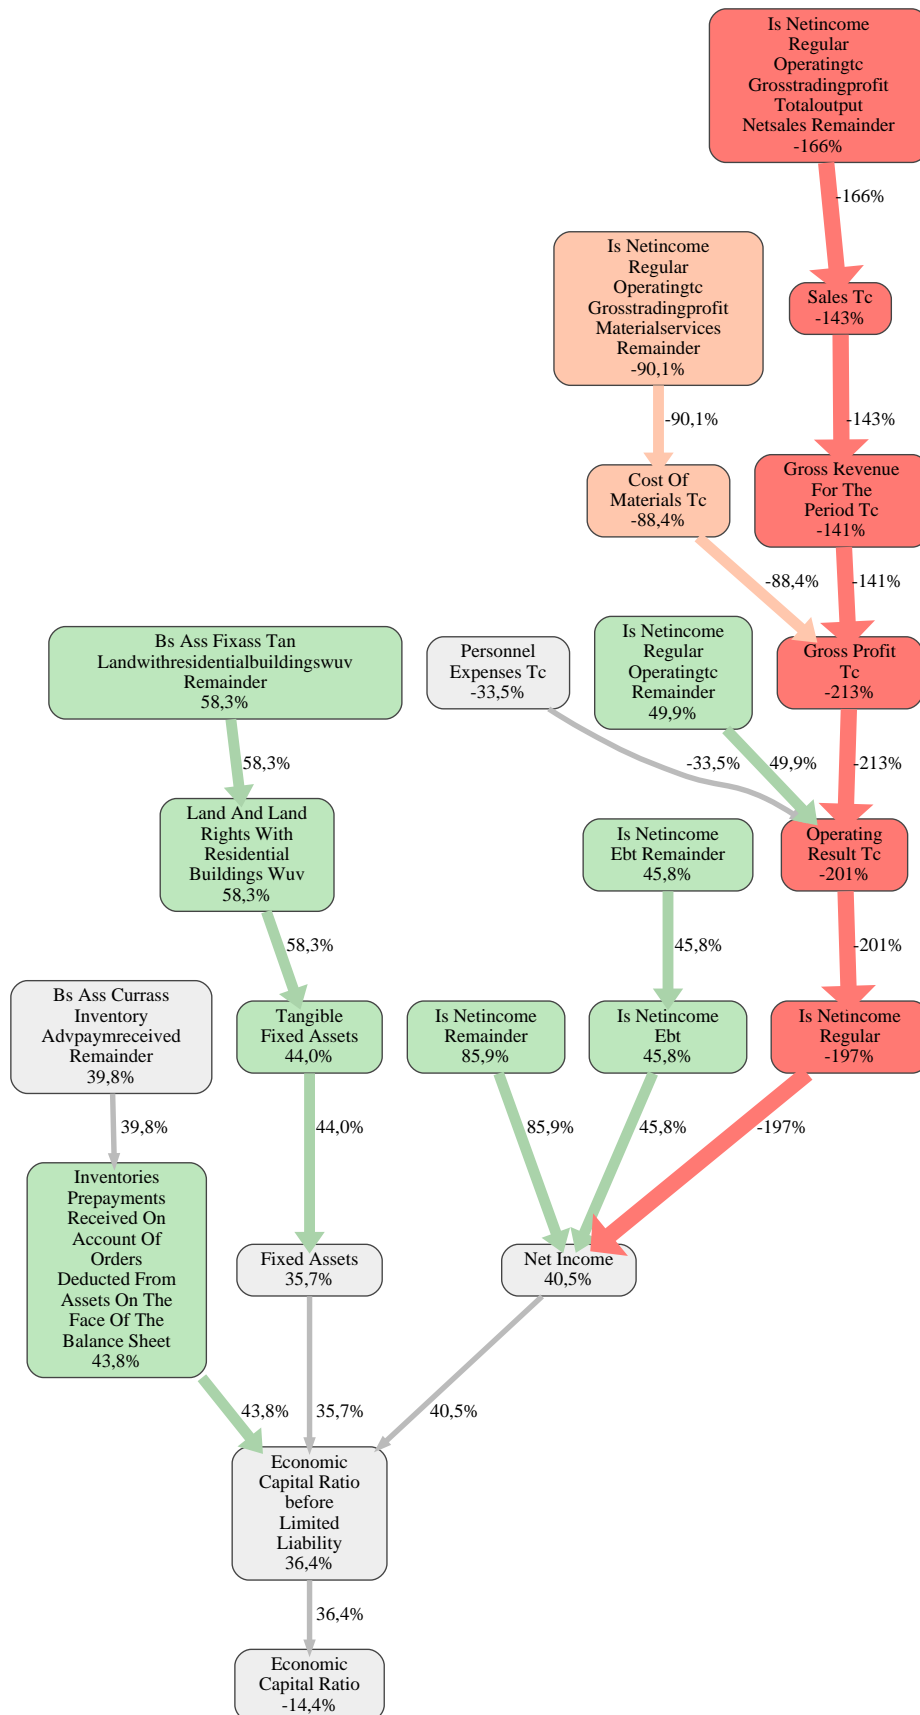 Is Netincome
Regular
Operatingtc
Grosstradingprofit
Totaloutput
Netsales Remainder
-166%
-166%
Is Netincome
Regular
Operatingtc
Grosstradingprofit
Materialservices
Remainder
-90,1%
Sales Tc
-143%
-90,1%
-143%
Cost Of
Materials Tc
-88,4%
Gross Revenue
For The
Period Tc
-141%
-88,4%
-141%
Bs Ass Fixass Tan
Landwithresidentialbuildingswuv
Remainder
58,3%
Personnel
Expenses Tc
-33,5%
Is Netincome
Regular
Operatingtc
Remainder
49,9%
Gross Profit
Tc
-213%
58,3%
-33,5%
49,9%
-213%
Land And Land
Rights With
Residential
Buildings Wuv
58,3%
Is Netincome
Ebt Remainder
45,8%
Operating
Result Tc
-201%
58,3%
45,8%
-201%
Bs Ass Currass
Inventory
Advpaymreceived
Remainder
39,8%
Tangible
Fixed Assets
44,0%
Is Netincome
Remainder
85,9%
Is Netincome
Ebt
45,8%
Is Netincome
Regular
-197%
39,8%
44,0%
85,9%
45,8%
-197%
Inventories
Prepayments
Received On
Account Of
Orders
Deducted From
Assets On The
Face Of The
Balance Sheet
43,8%
Fixed Assets
35,7%
Net Income
40,5%
43,8%
35,7%
40,5%
Economic
Capital Ratio
before
Limited
Liability
36,4%
36,4%
Economic
Capital Ratio
-14,4%